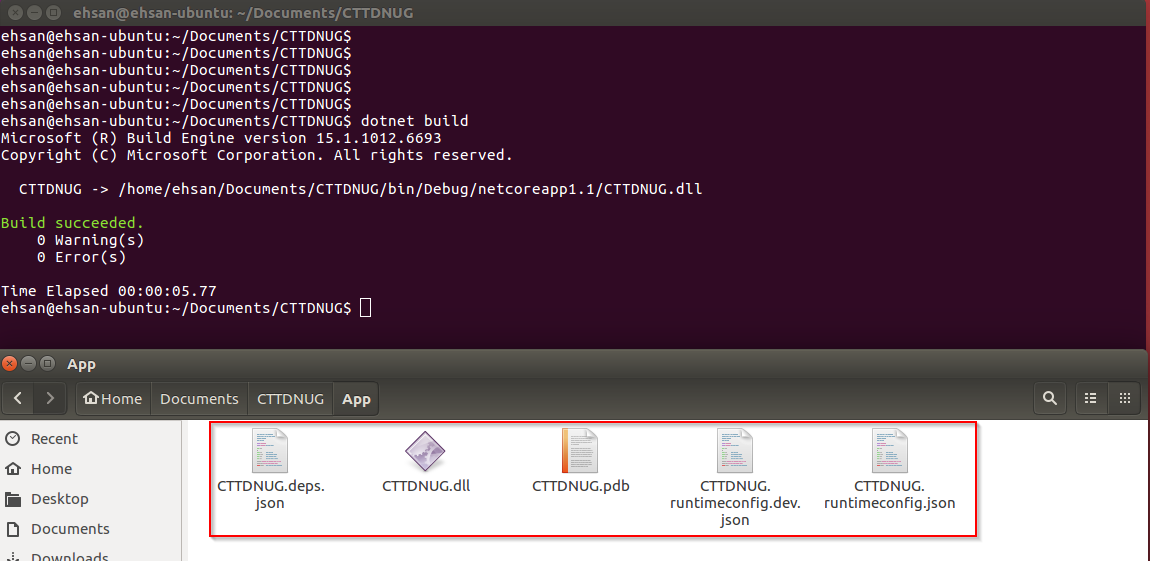 ehsan@ehsan-ubuntu: ~/Documents/CTTDNUG
ehsan@ehsan-ubuntu:~/Documents/CTTDNUG$
ehsan@ehsan-ubuntu:~/Documents/CTTDNUG$
ehsan@ehsan-ubuntu:~/Documents/CTTDNUG$
ehsan@ehsan-ubuntu:~/Documents/CTTDNUG$
ehsan@ehsan-ubuntu:~/Documents/CTTDNUG$
ehsan@ehsan-ubuntu:~/Documents/CTTDNUG$ dotnet build
Microsoft (R) Build Engine version 15.1.1012.6693
Copyright (C) Microsoft Corporation. All rights reserved.
CTTDNUG -> /home/ehsan/Documents/CTTDNUG/bin/Debug/netcoreapp1.1/CTTDNUG.dll
Build succeeded.
0 Warning(s)
0 Error(s)
Time Elapsed 00:00:05.77
ehsan@ehsan-ubuntu:~/Documents/CTTDNUG$
App
Home Documents CTTDNUG App
Recent
Home
Desktop
Documents
Downloads
CTTDNUG.deps.
json
CTTDNUG.dll
CTTDNUG.pdb
CTTDNUG.
runtimeconfig.dev.
json
CTTDNUG.
runtimeconfig.json